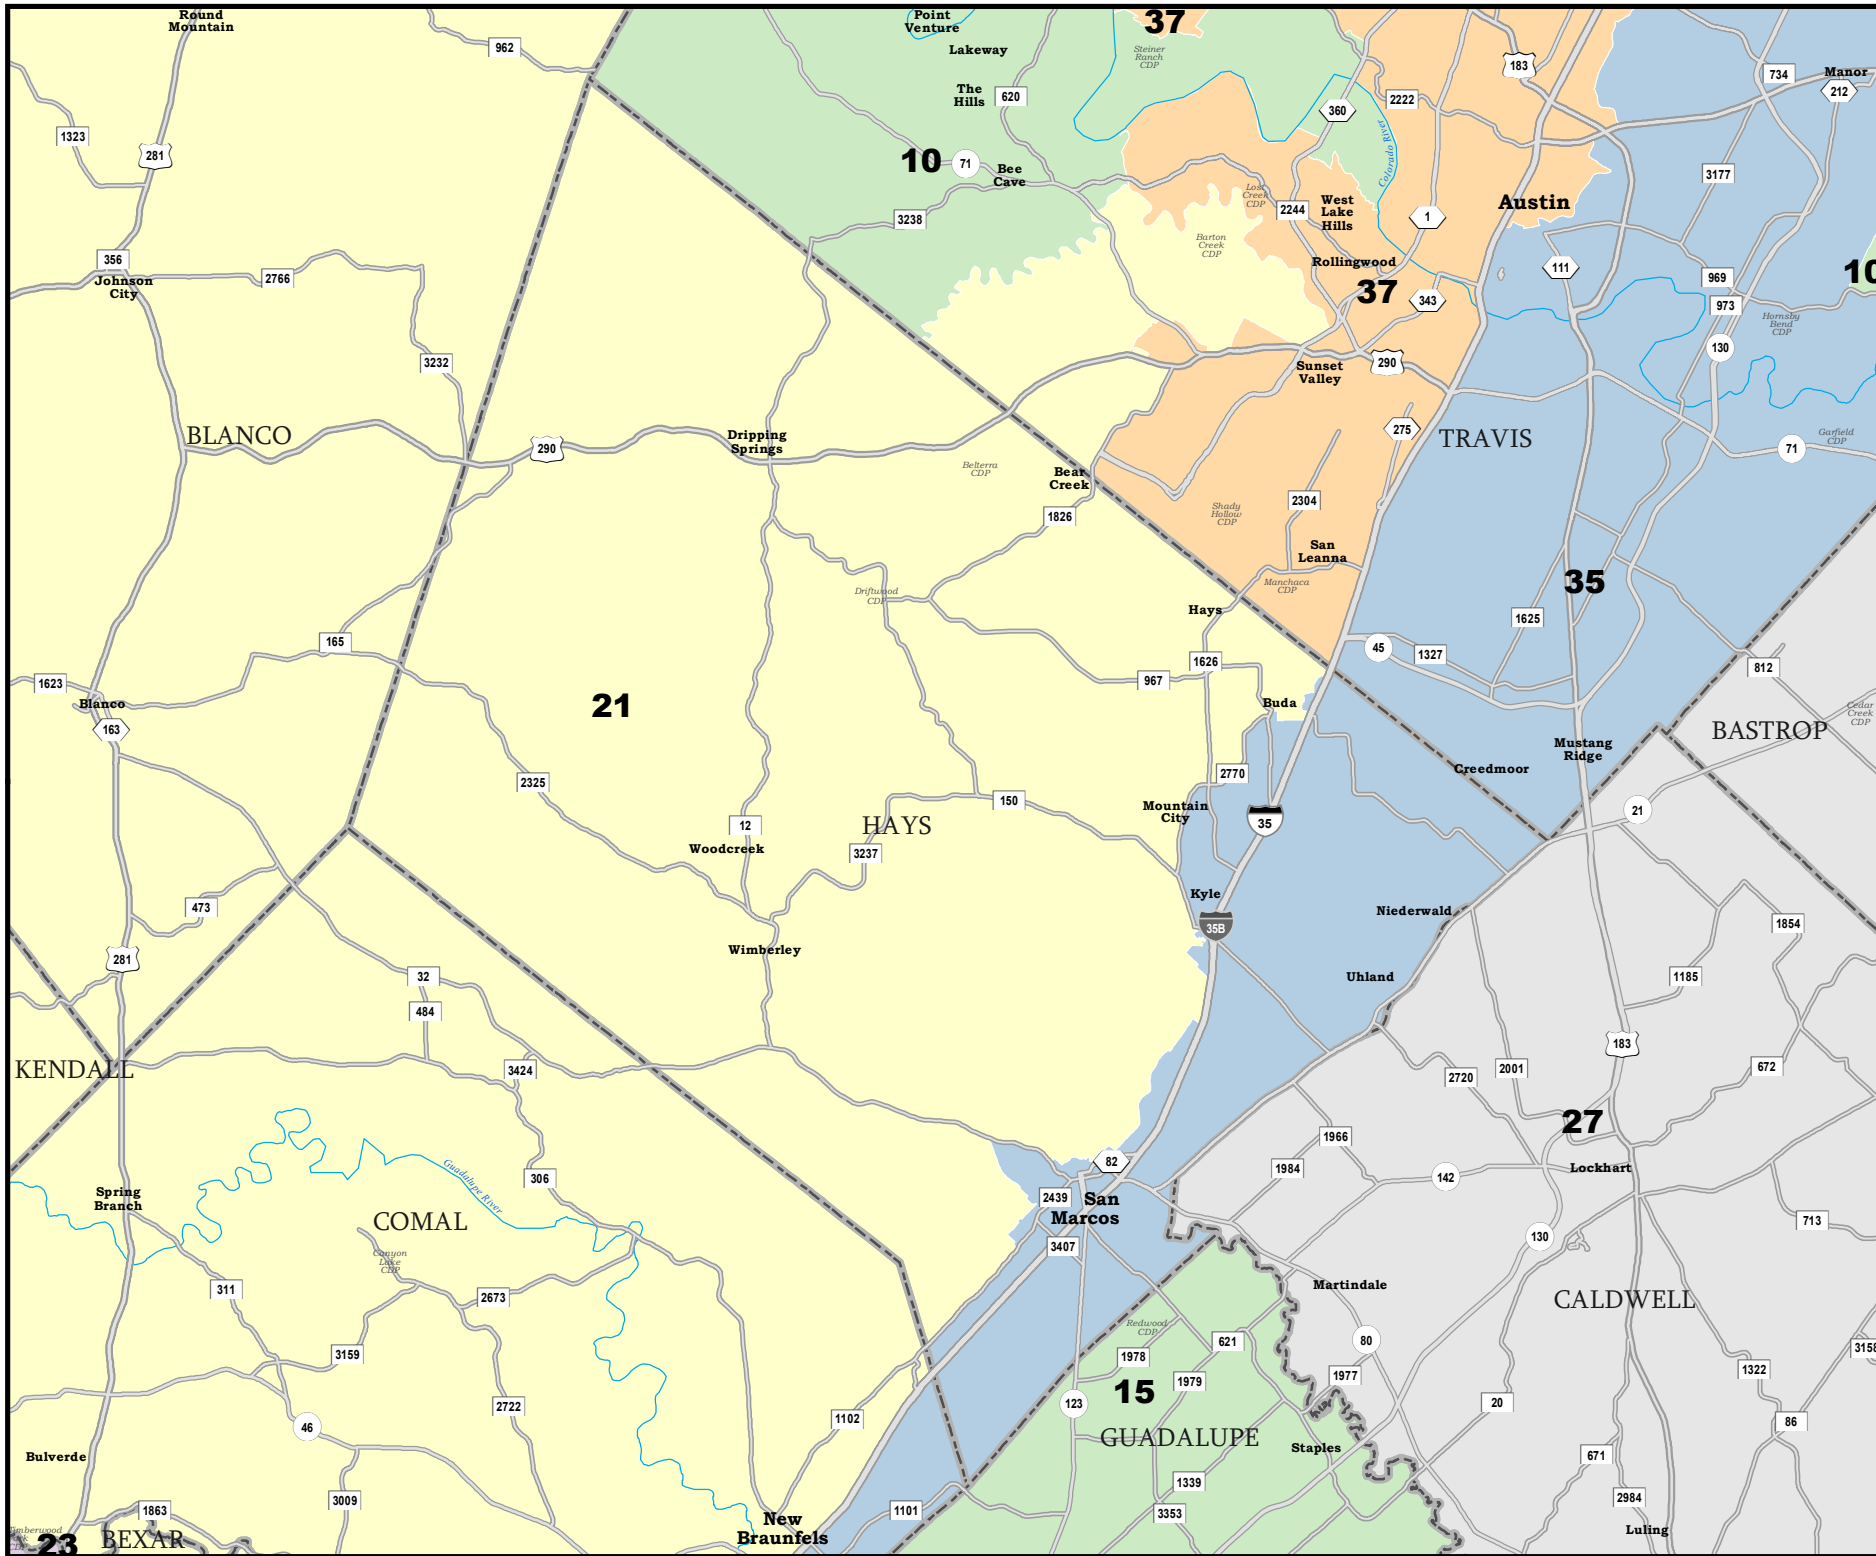 Round
Mountain
962
Point
Venture
Lakeway
37
Steiner
Ranch
CDP
183
734
Manor
212
The
Hills
620
360
2222
1323
281
10
71
Bee
Cave
3238
Colorado River
3177
Lost
Creek
CDP
2244
West
Lake
Hills
1
Austin
Barton
Creek
CDP
Rollingwood
37
343
111
969
973
10
Hornsby
Bend
CDP
130
356
Johnson
City
2766
3232
290
Sunset
Valley
BLANCO
290
Dripping
Springs
Belterra
CDP
Bear
Creek
1826
275
TRAVIS
71
Garfield
CDP
2304
Shady
Hollow
CDP
San
Leanna
Manchaca
CDP
35
1625
Driftwood
CDP
Hays
165
1626
967
45
1327
812
1623
Blanco
163
21
Buda
Cedar
Creek
CDP
BASTROP
Mustang
Ridge
Creedmoor
2325
2770
150
Mountain
City
35
21
12
HAYS
Woodcreek
3237
Kyle
35B
Niederwald
473
1854
281
Wimberley
32
484
Uhland
1185
KENDALL
3424
183
2720
2001
672
27
1966
1984
142
Lockhart
82
Guadalupe River
306
Spring
Branch
2439
San
Marcos
COMAL
3407
130
713
Canyon
Lake
CDP
311
2673
Martindale
CALDWELL
Redwood
CDP
621
80
3159
1978
15
1979
1977
3158
1322
123
20
86
2722
46
1102
GUADALUPE
Staples
Bulverde
671
1339
1863
3009
1101
3353
2984
New
Braunfels
Luling
Timberwood
Park
CDP
23
BEXAR